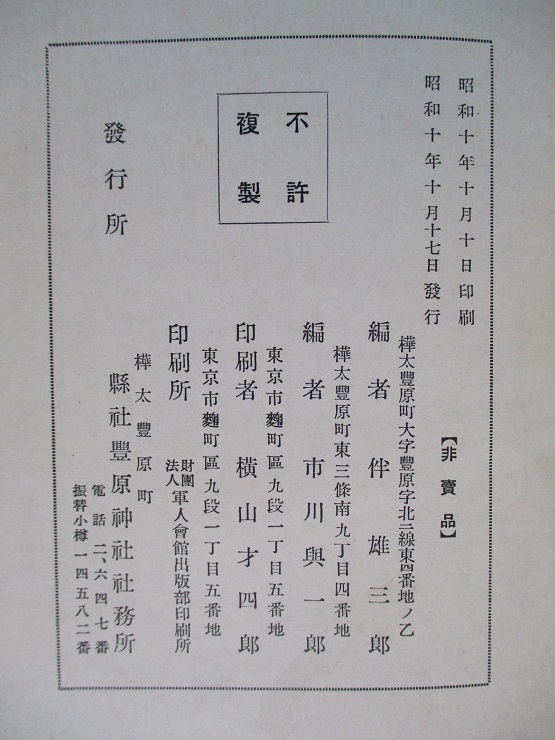 昭和十年十月十日印刷
昭和十年十月十七日發行
【非賣品】
樺太豐原町大字豐原字北二線東四番地ノ乙
編者 伴雄三郎
樺太豐原町東三條南九丁目四番地
編者 市川與一郎
東京市麴町區九段一丁目五番地
印刷者 橫山才四郎
東京市麴町區九段一丁目五番地
印刷所 財團法人軍人會館出版部印刷所
不許
複製
發行所
樺太豐原町
縣社豐原神社社務所
電話二、六四七番
振替小樽一四五八二番